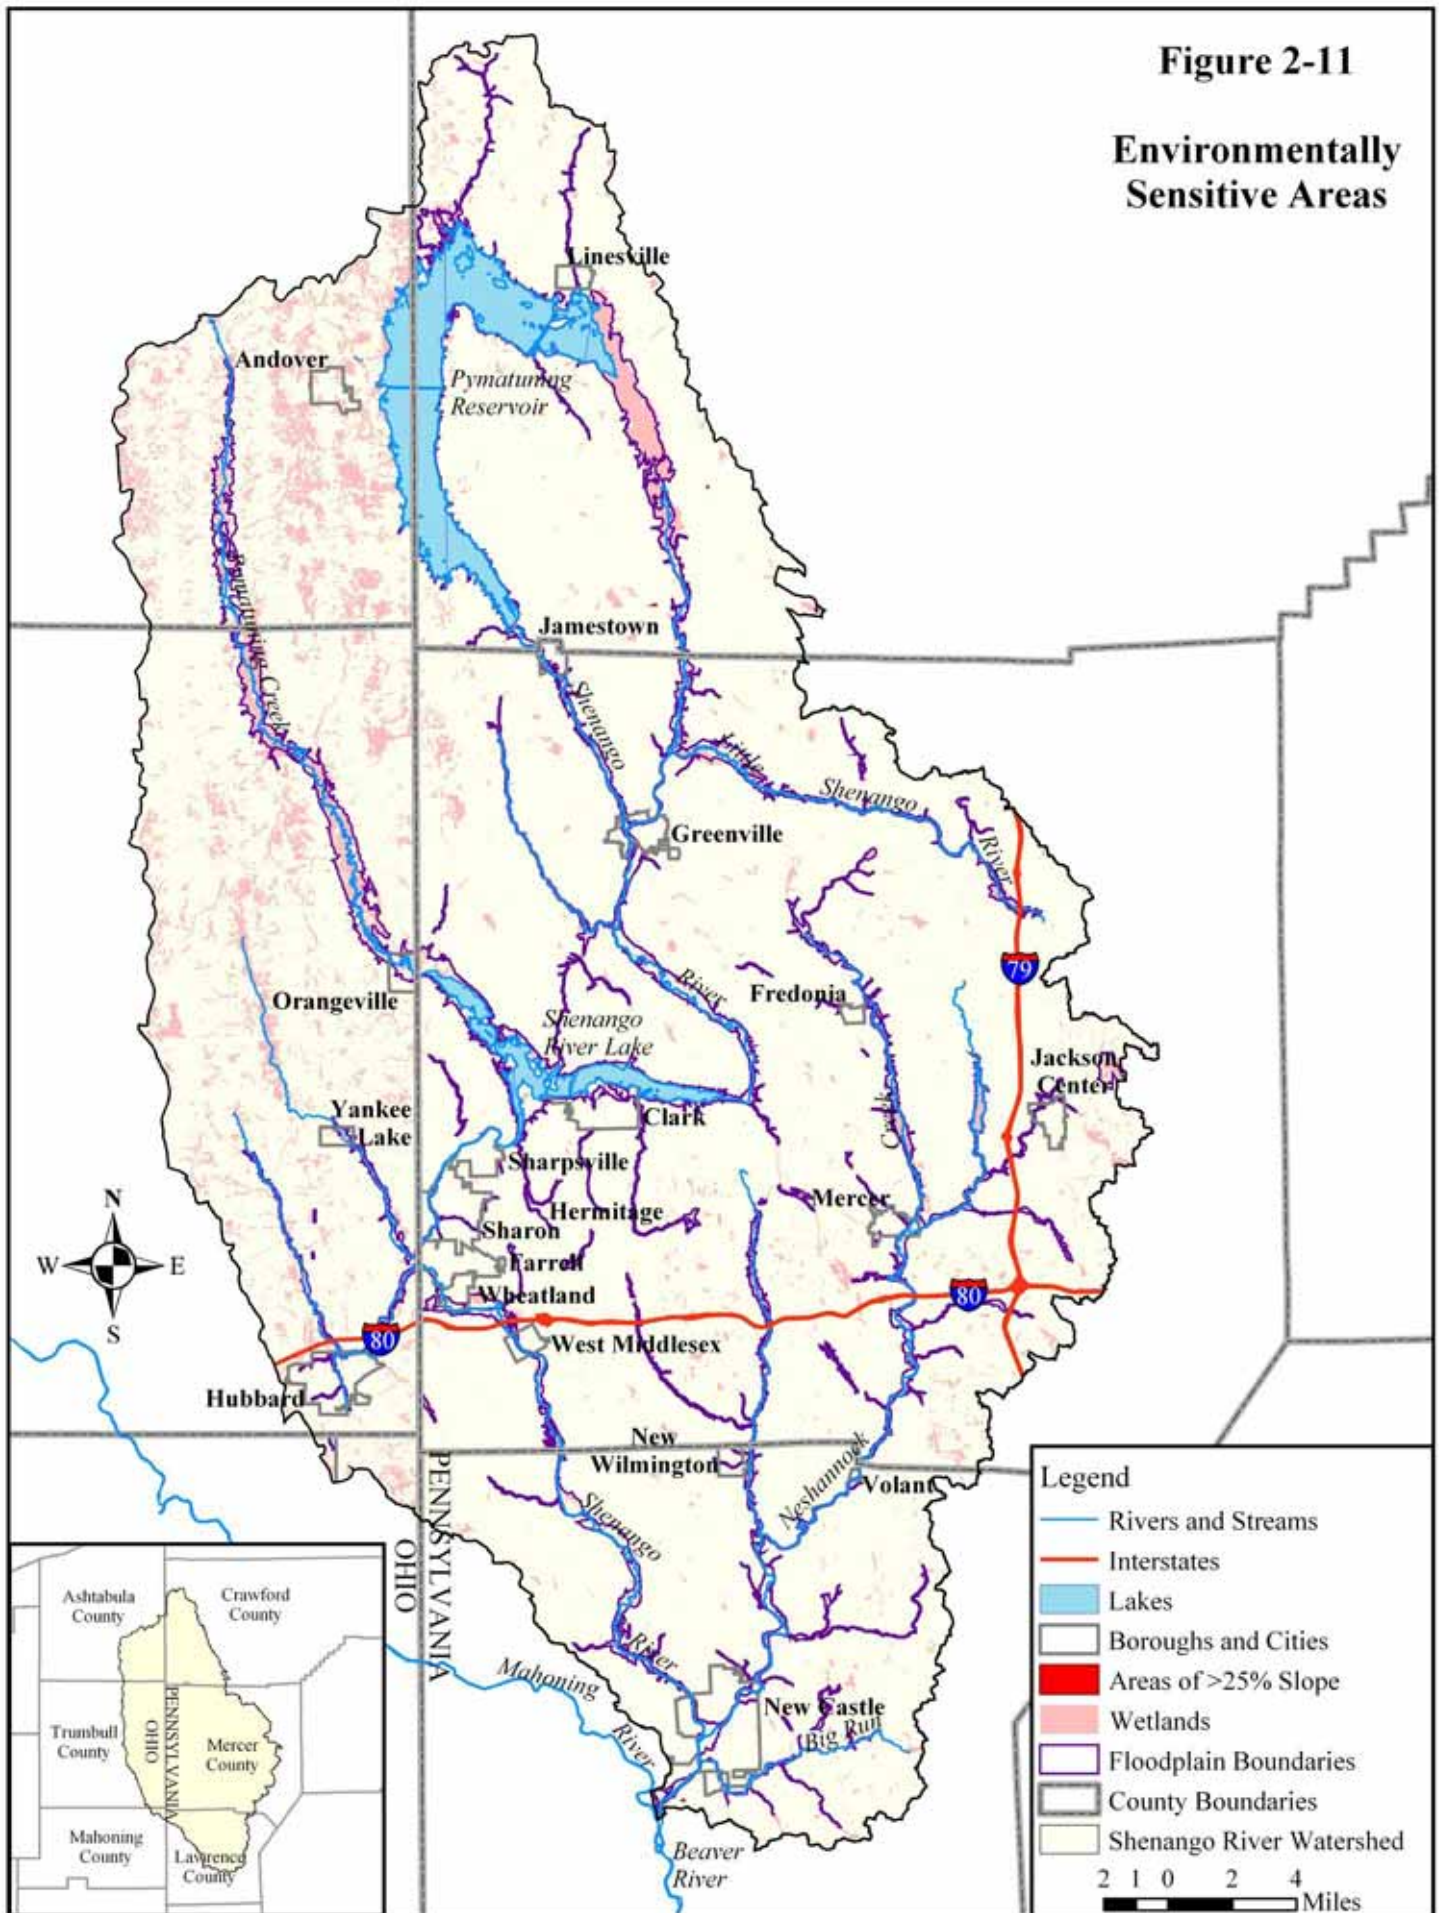 Figure 2-11
Environmentally
Sensitive Areas
Linesville
Andover
Pymatuning
Reservoir
Pymatuning Creek
Jamestown
Shenango
Little
Shenango
River
Greenville
79
Orangeville
River
Fredonia
Shenango
River Lake
Jackson
Center
Yankee
Lake
Clark
Creek
Sharpsville
N
W
E
S
Hermitage
Mercer
Sharon
Farrell
Wheatland
80
80
West Middlesex
Hubbard
New
Wilmington
Neshannock
Volant
PENNSYLVANIA
OHIO
Shenango
River
Mahoning
River
New Castle
Big Run
Beaver
River
Ashtabula
County
Crawford
County
Trumbull
County
OHIO
PENNSYLVANIA
Mercer
County
Mahoning
County
Lawrence
County
Legend
Rivers and Streams
Interstates
Lakes
Boroughs and Cities
Areas of >25% Slope
Wetlands
Floodplain Boundaries
County Boundaries
Shenango River Watershed
2 1 0 2 4
Miles